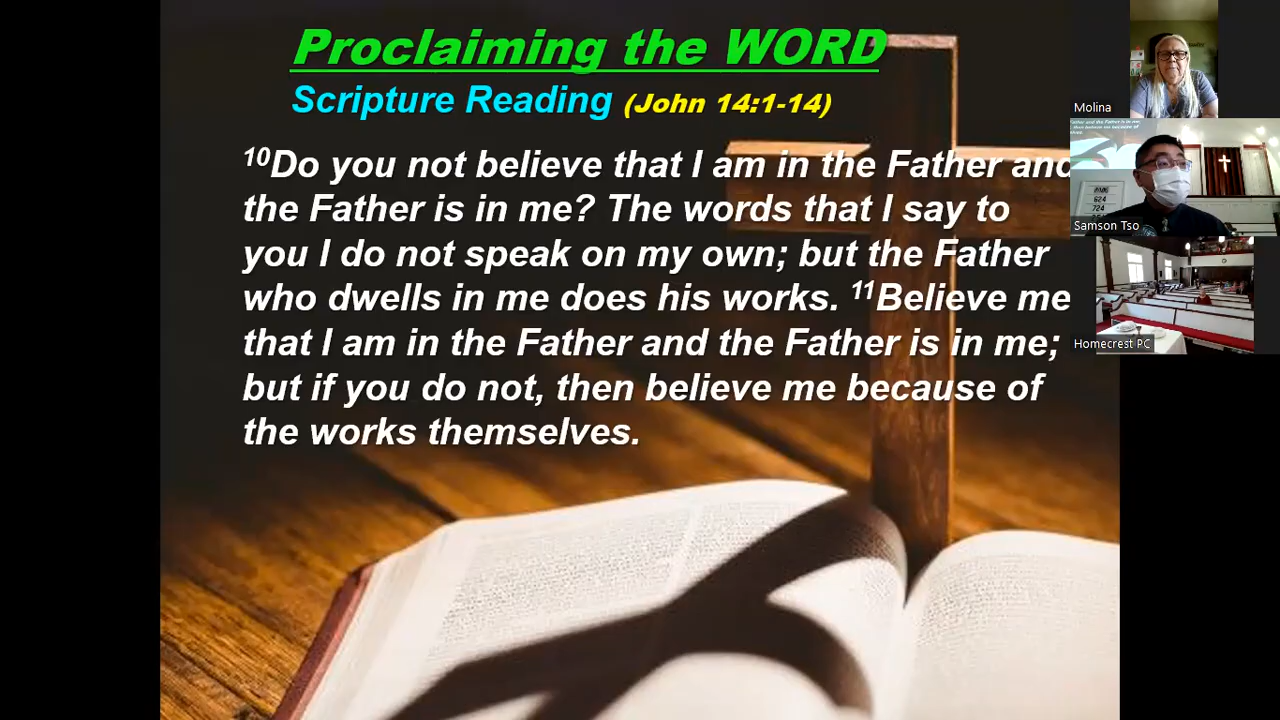 Proclaiming the WORD
Scripture Reading (John 14:1-14)
10Do you not believe that I am in the Father and
the Father is in me? The words that I say to
you I do not speak on my own; but the Father
who dwells in me does his works. 11Believe me
that I am in the Father and the Father is in me;
but if you do not, then believe me because of
the works themselves.
Molina
624
724
Samson Tso
Homecrest PC